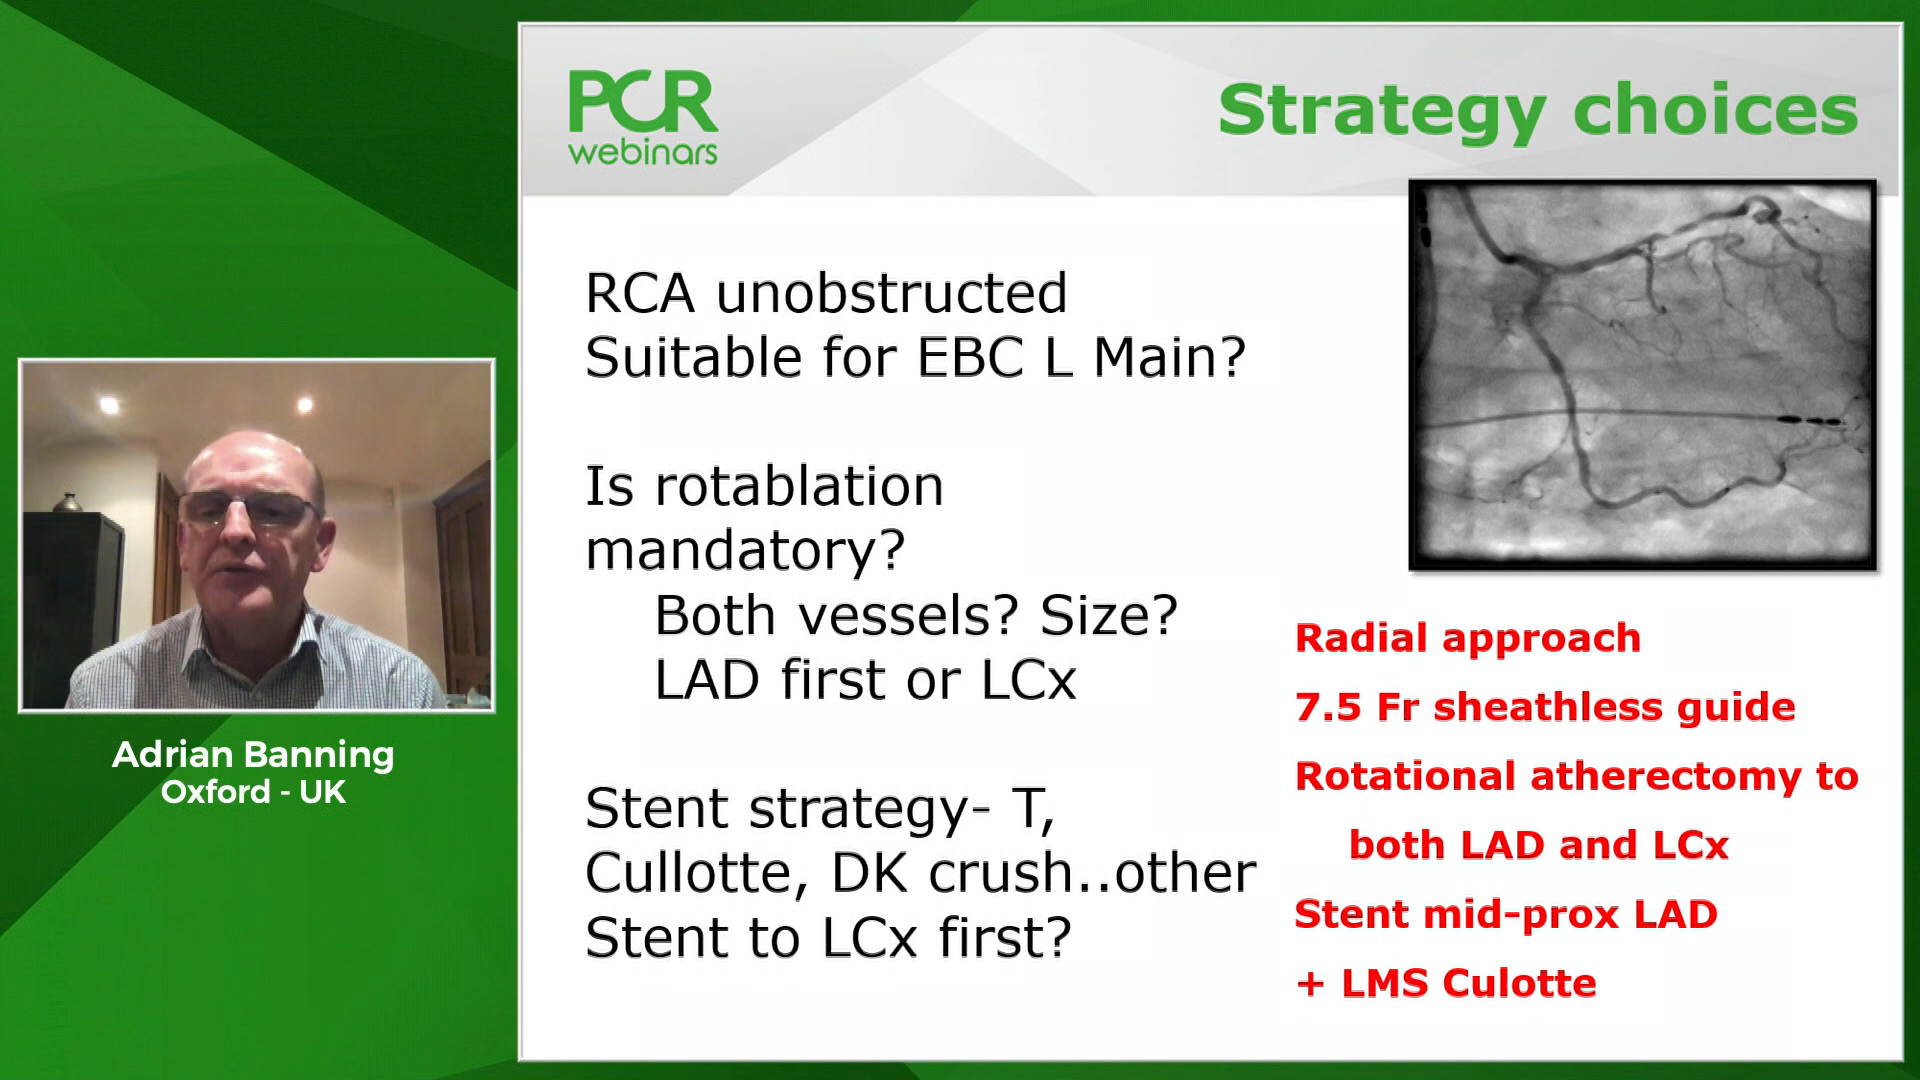 PCR
webinars
Strategy choices
RCA unobstructed
Suitable for EBC L Main?
Is rotablation
mandatory?
Both vessels? Size?
LAD first or LCx
Stent strategy- T,
Cullotte, DK crush..other
Stent to LCx first?
Radial approach
7.5 Fr sheathless guide
Rotational atherectomy to
both LAD and LCx
Stent mid-prox LAD
+ LMS Culotte
Adrian Banning
Oxford - UK